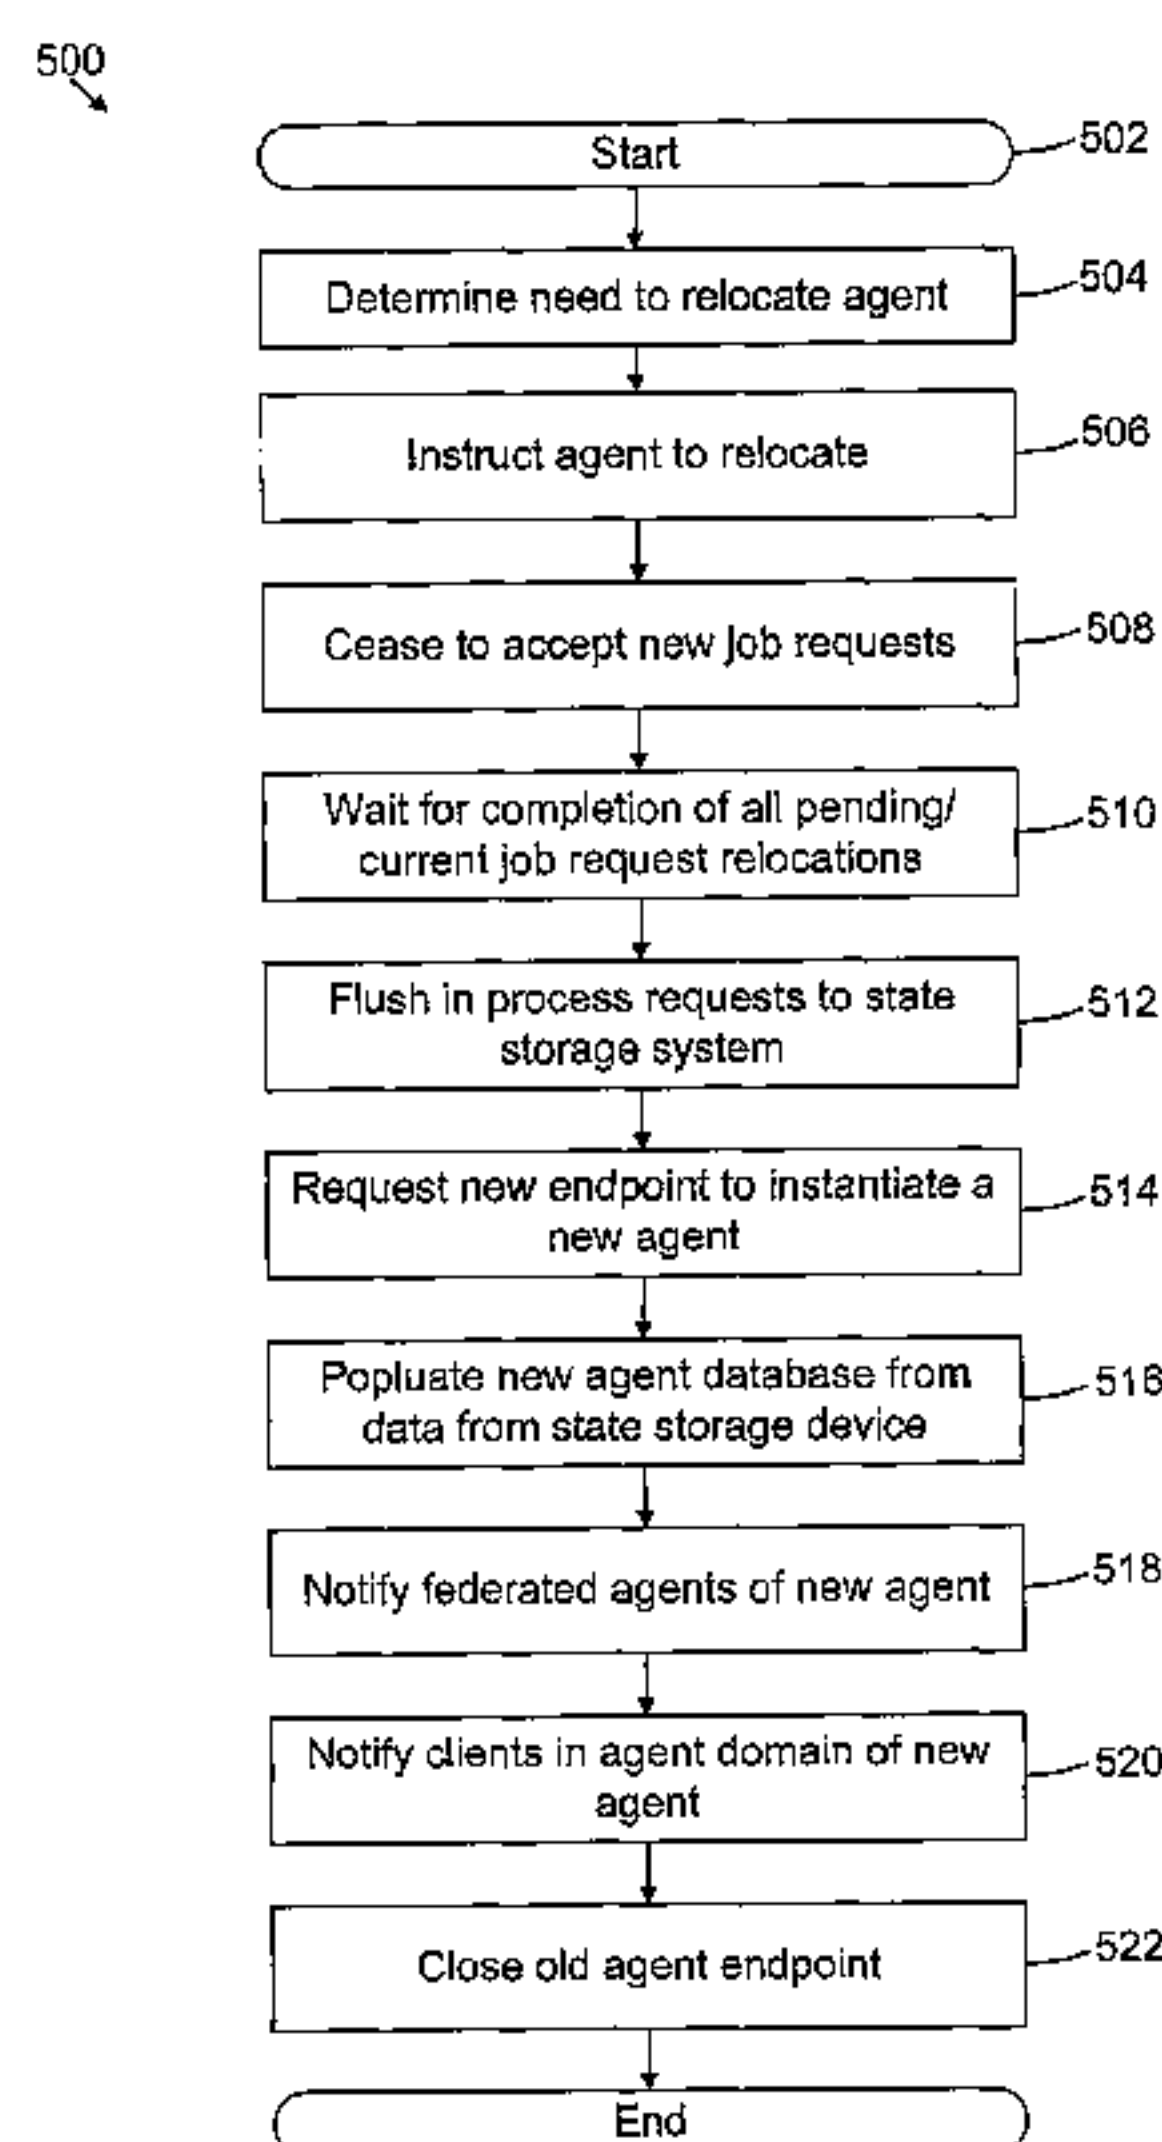 500
Start
502
Determine need to relocate agent
504
Instruct agent to relocate
506
Cease to accept new job requests
508
Wait for completion of all pending/
current job request relocations
510
Flush in process requests to state
storage system
512
Request new endpoint to instantiate a
new agent
514
Popluate new agent database from
data from state storage device
516
Notify federated agents of new agent
518
Notify clients in agent domain of new
agent
520
Close old agent endpoint
522
End